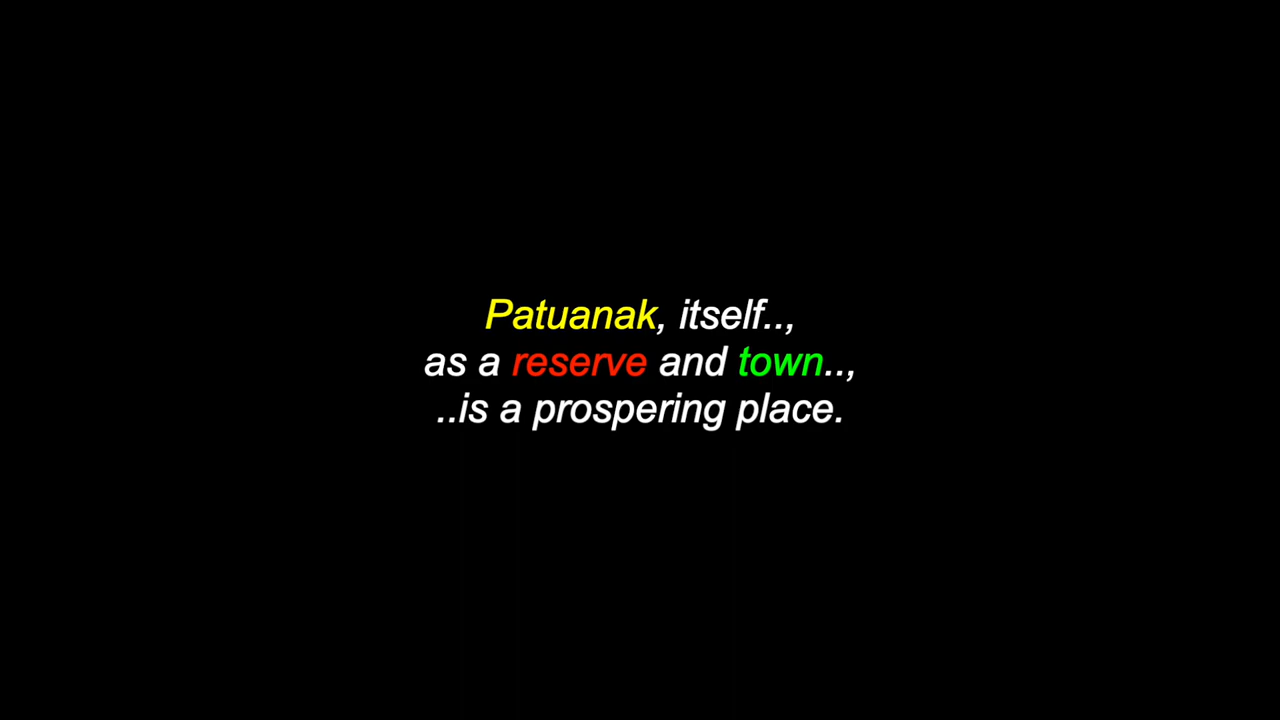 Patuanak, itself..,
as a reserve and town..,
..is a prospering place.